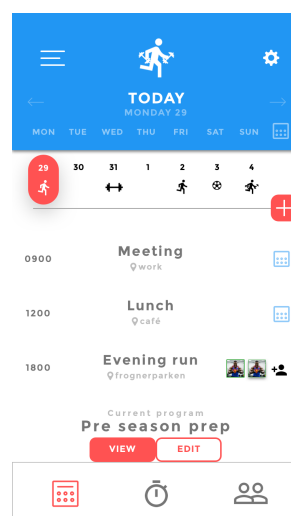 TODAY
MONDAY 29
MON TUE WED THU FRI SAT SUN
29 30 31 1 2 3 4
0900 Meeting
work
1200 Lunch
café
1800 Evening run
frognerparken
Current program
Pre season prep
VIEW EDIT